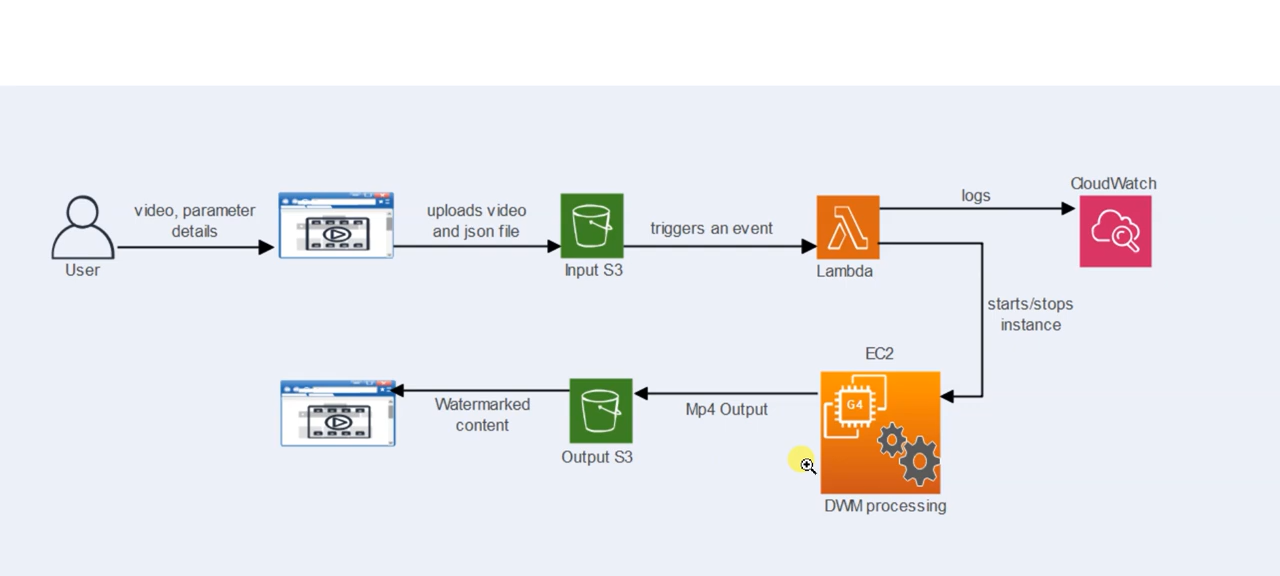 video, parameter
details
User
uploads video
and json file
Input S3
triggers an event
Lambda
logs
CloudWatch
starts/stops
instance
EC2
G4
DWM processing
Mp4 Output
Output S3
Watermarked
content